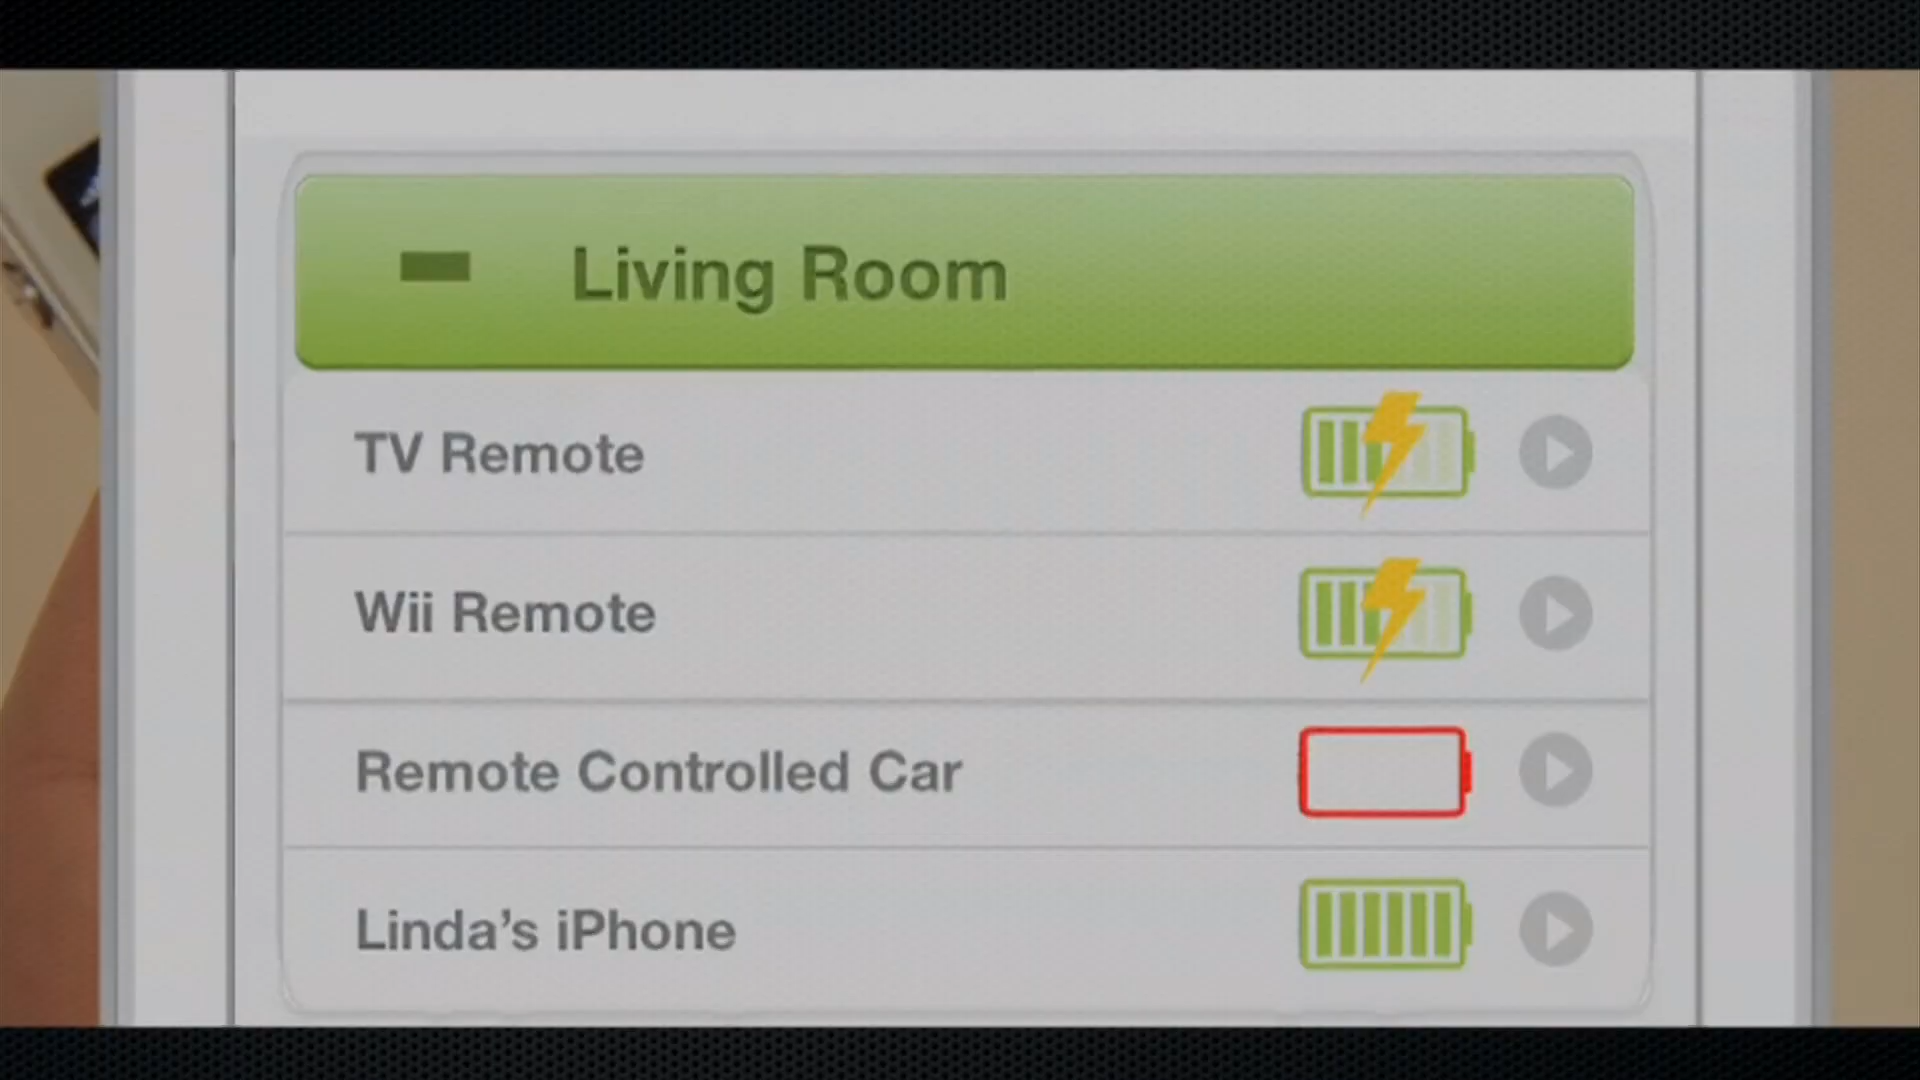 Living Room
TV Remote
Wii Remote
Remote Controlled Car
Linda’s iPhone